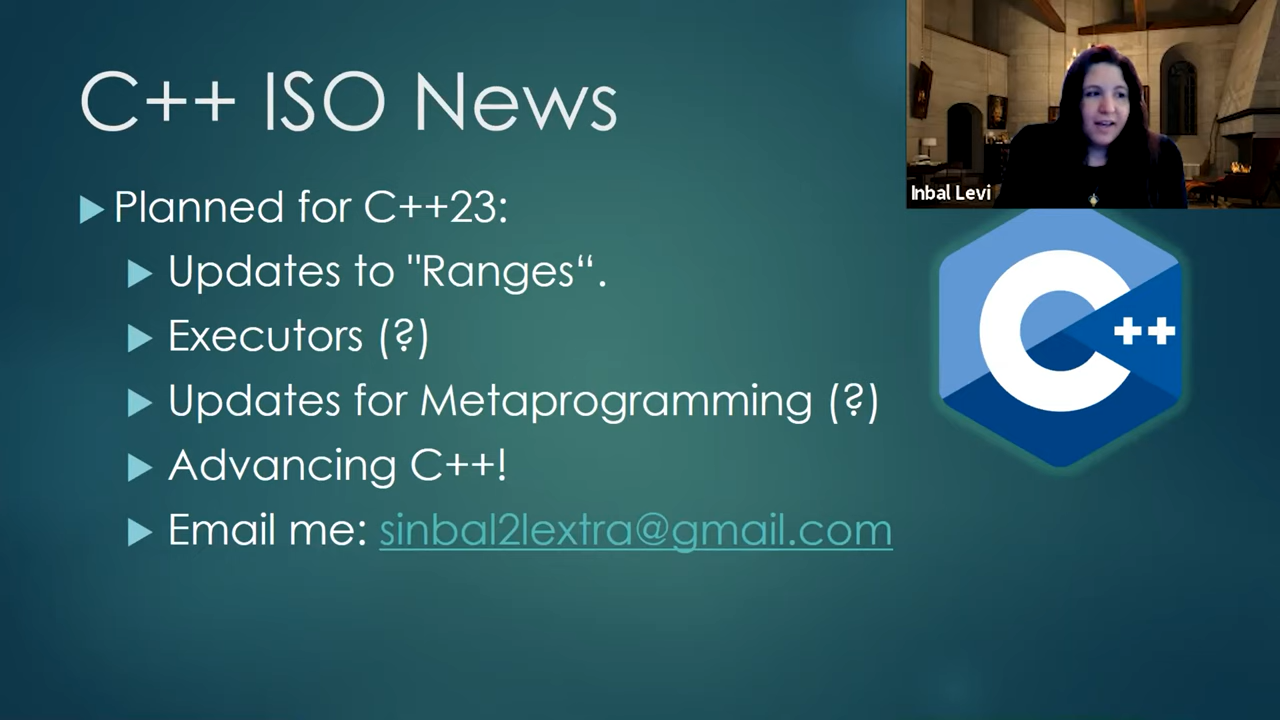 C++ ISO News
Inbal Levi
Planned for C++23:
Updates to "Ranges“.
Executors (?)
Updates for Metaprogramming (?)
Advancing C++!
Email me: sinbal2lextra@gmail.com
C++